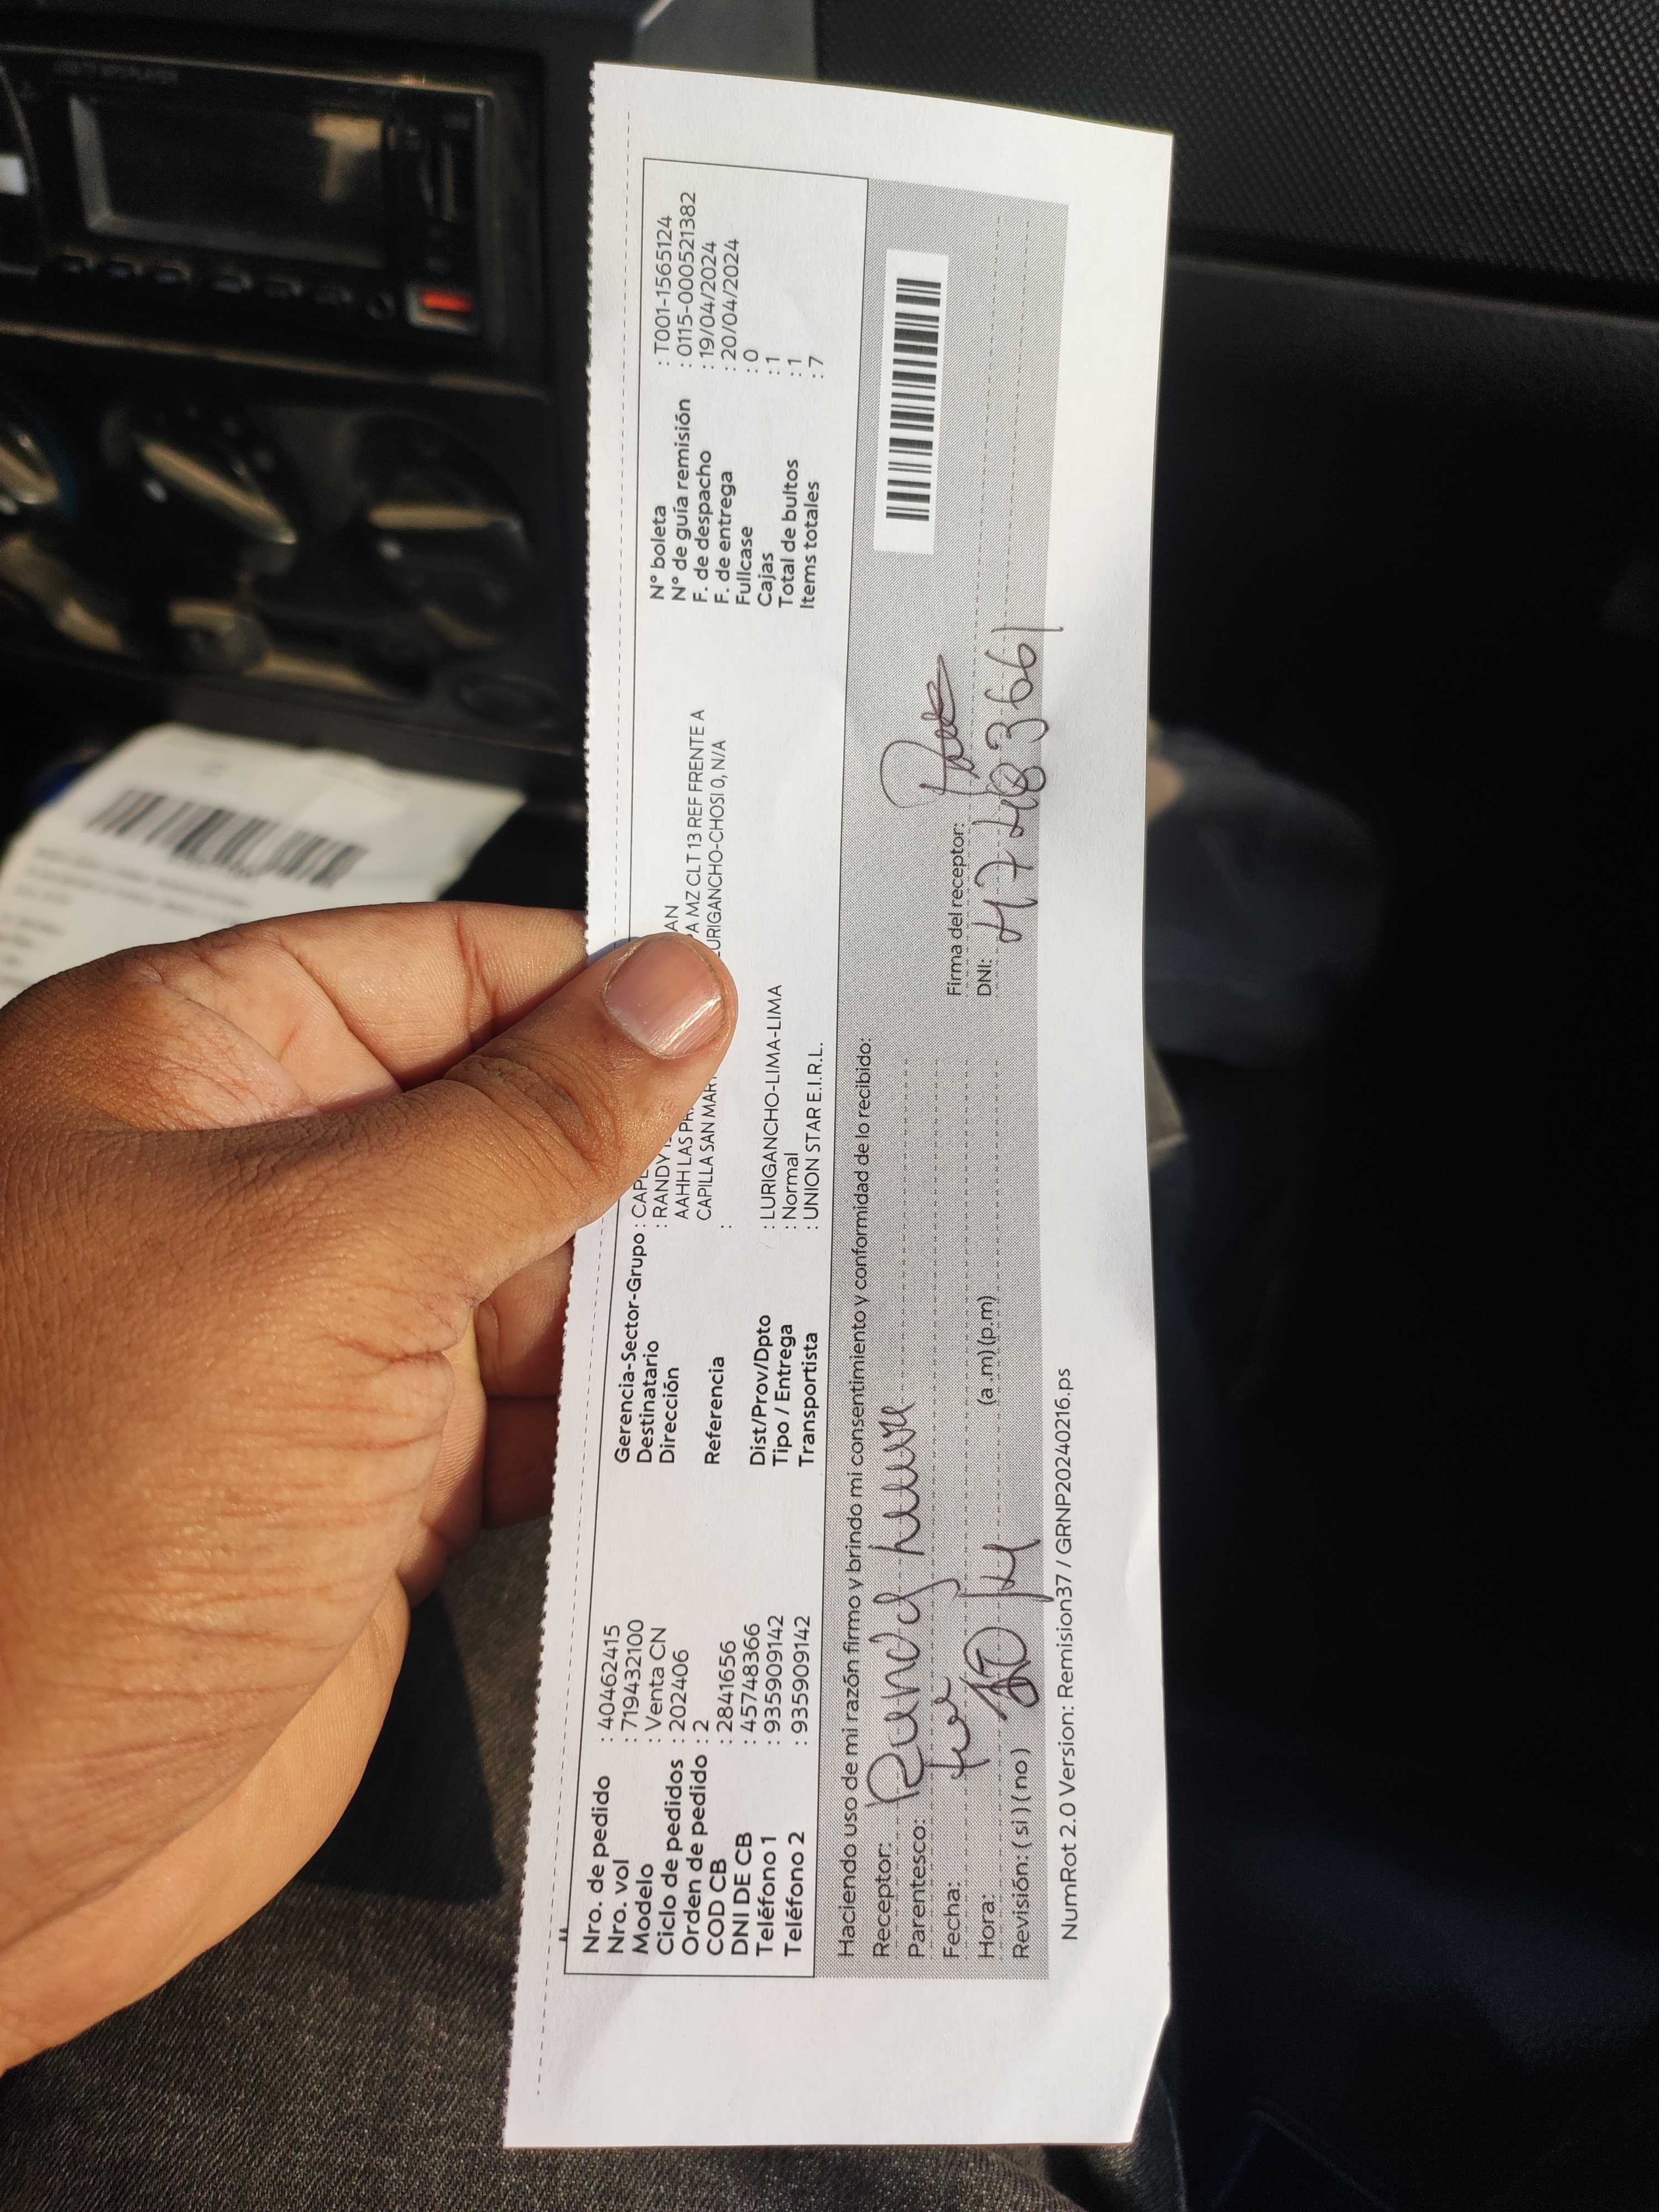 Nro. de pedido : 40462415
Nro. vol : 719432100
Modelo : Venta CN
Ciclo de pedidos : 202406
Orden de pedido : 2
COD CB : 2841656
DNI DE CB : 45748366
Teléfono 1 : 935909142
Teléfono 2 : 935909142
Gerencia-Sector-Grupo :
Destinatario : RANDY
Dirección AAHH LAS MZ CLT 13 REF FRENTE A
CAPILLA SAN LURIGANCHO-CHOSI 0, N/A
Referencia :
Dist/Prov/Dpto : LURIGANCHO-LIMA-LIMA
Tipo / Entrega : Normal
Transportista : UNION STAR E.I.R.L.
N° boleta : T001-1565124
N° de guía remisión : 0115-0000521382
F. de despacho : 19/04/2024
F. de entrega : 20/04/2024
Fullcase : 0
Cajas : 1
Total de bultos : 1
Items totales : 7
Haciendo uso de mi razón firmo y brindo mi consentimiento y conformidad de lo recibido:
Receptor:
Parentesco:
Fecha:
Hora: (a .m) (p.m)
Revisión: ( si ) ( no )
Firma del receptor:
DNI:
NumRot 2.0 Version: Remision37 / GRNP20240216.ps